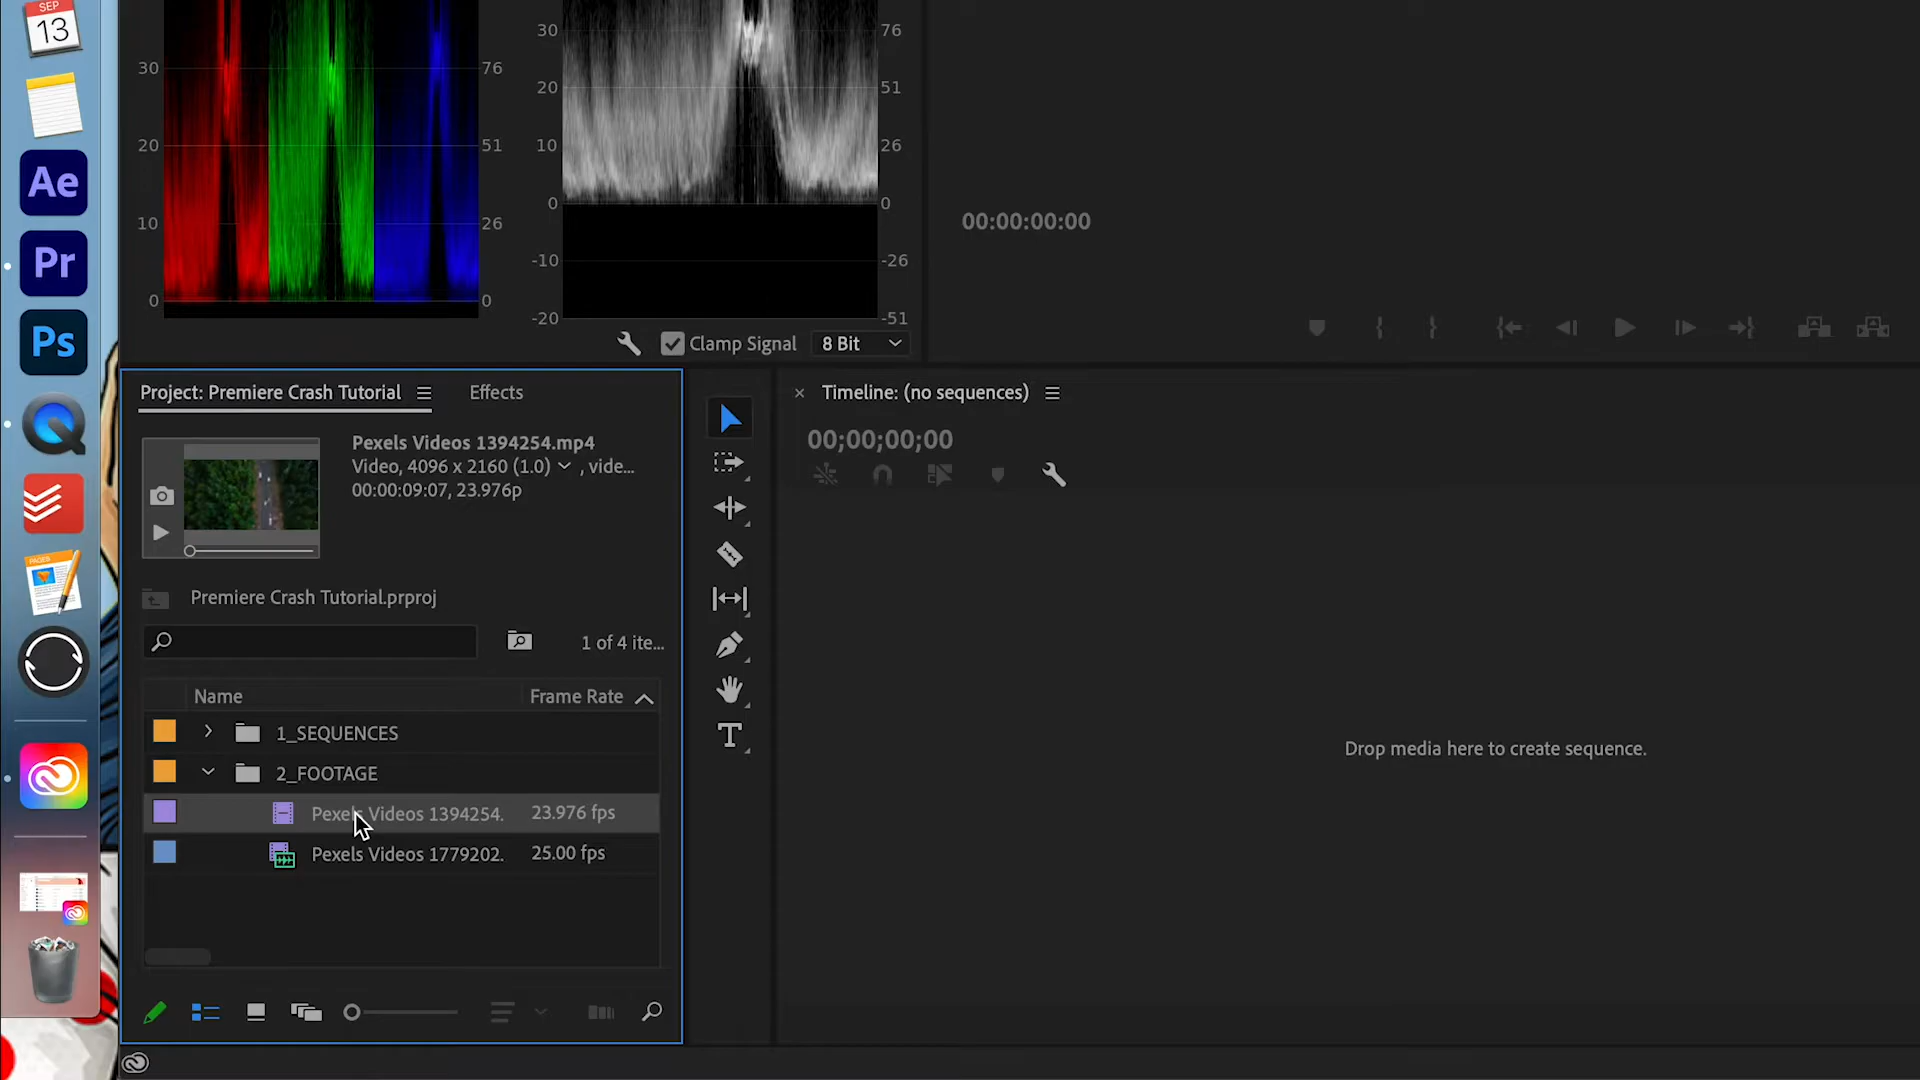 SEP
13
30
76
30
76
20
51
20
51
10
26
10
26
0
0
0
0
-10
-26
-20
-51
Clamp Signal
8 Bit
00:00:00:00
Ae
Pr
Ps
PAGES
Project: Premiere Crash Tutorial
Effects
Pexels Videos 1394254.mp4
Video, 4096 x 2160 (1.0) , vide...
00:00:09:07, 23.976p
Premiere Crash Tutorial.prproj
1 of 4 ite...
Name
Frame Rate
1_SEQUENCES
2_FOOTAGE
Pexels Videos 1394254.
23.976 fps
Pexels Videos 1779202.
25.00 fps
× Timeline: (no sequences)
00;00;00;00
T
Drop media here to create sequence.